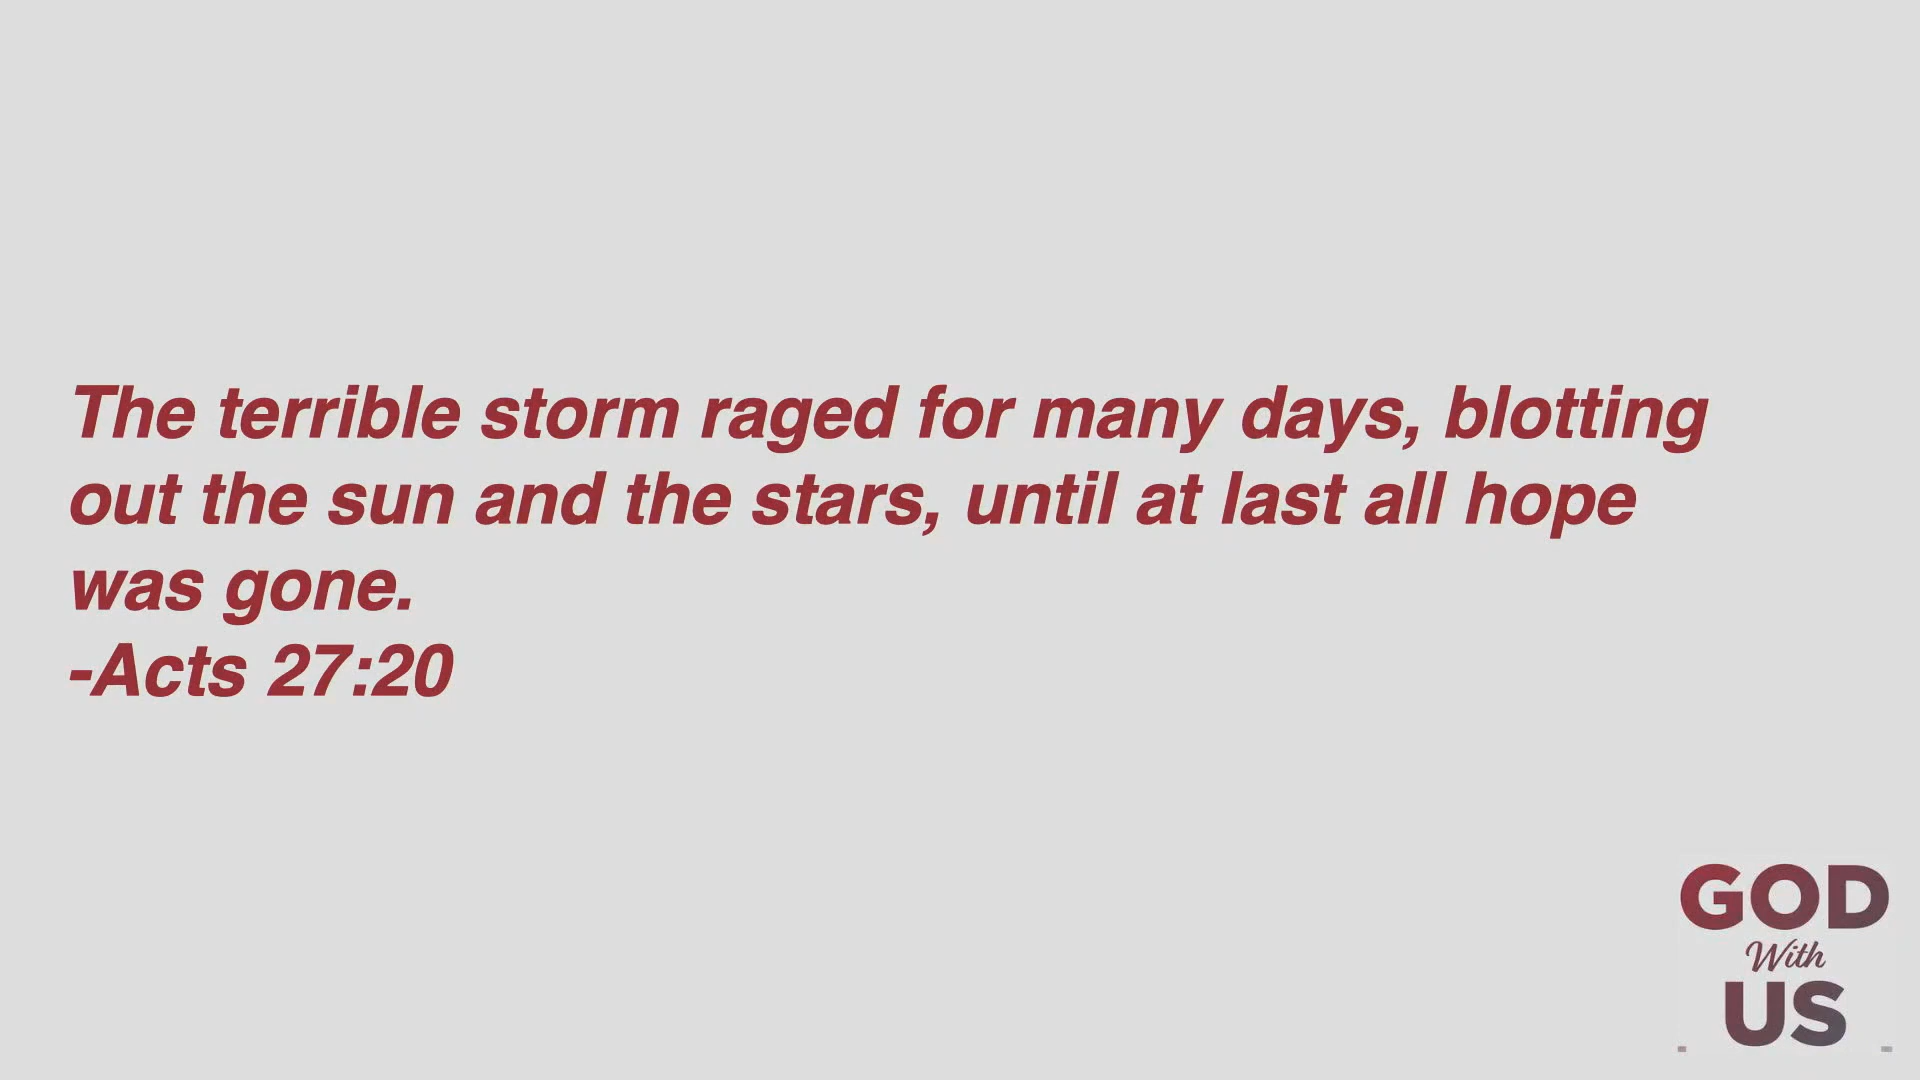 The terrible storm raged for many days, blotting
out the sun and the stars, until at last all hope
was gone.
-Acts 27:20
GOD
With
US